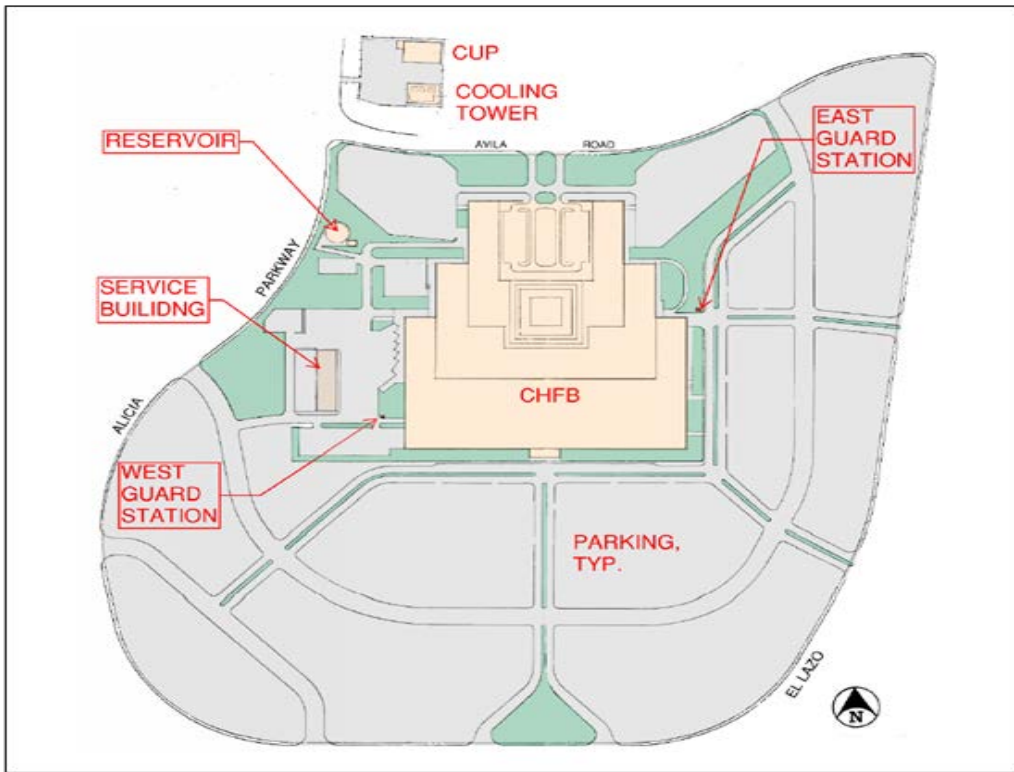 CUP
COOLING
TOWER
RESERVOIR
AVILA ROAD
EAST
GUARD
STATION
PARKWAY
SERVICE
BUILIDNG
CHFB
ALICIA
WEST
GUARD
STATION
PARKING,
TYP.
EL LAZO
N